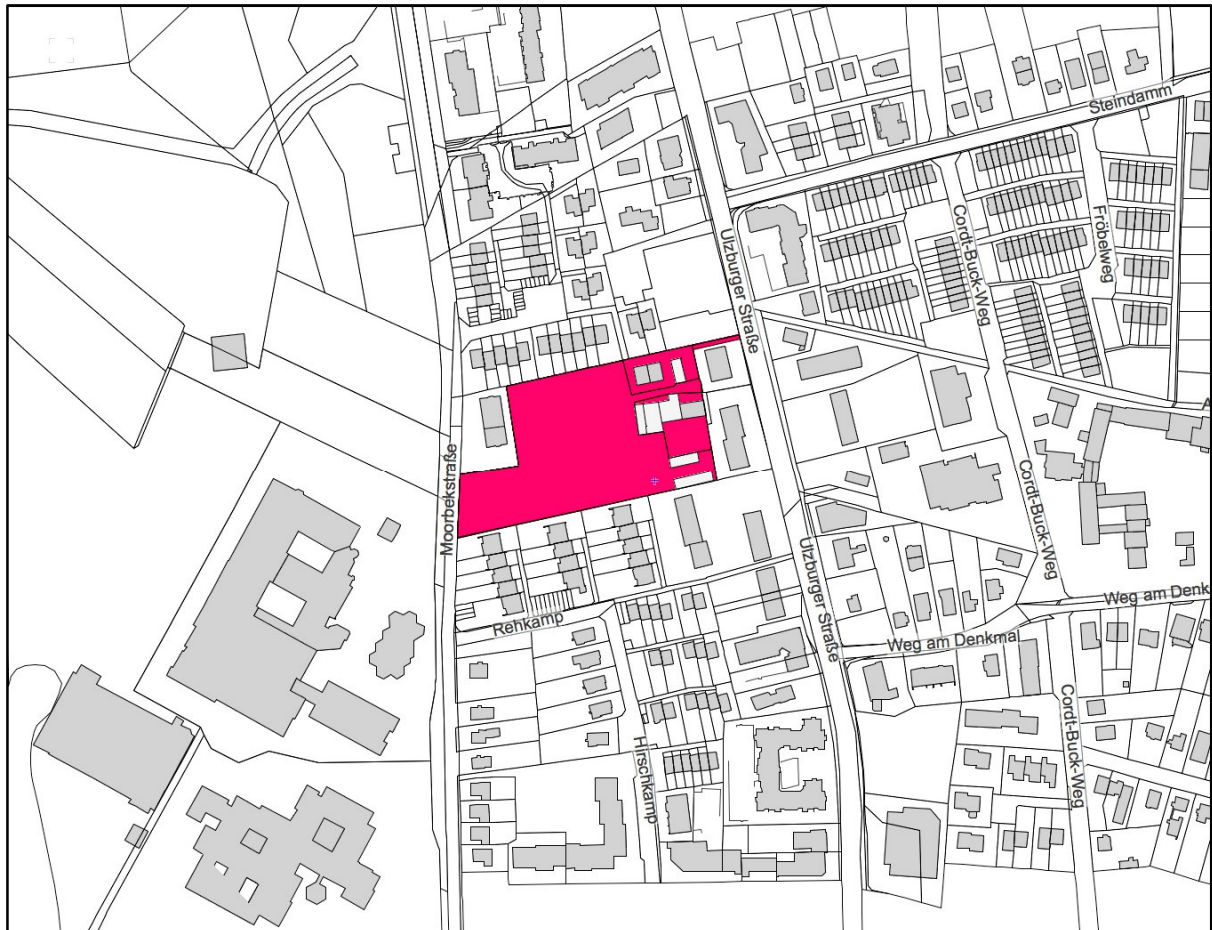 Steindamm
Ulzburger Straße
Cordt-Buck-Weg
Fröbelweg
Moorbekstraße
Cordt-Buck-Weg
Ulzburger Straße
Rehkamp
Weg am Denkmal
Weg am Denk
Hirschkamp
Cordt-Buck-Weg
A